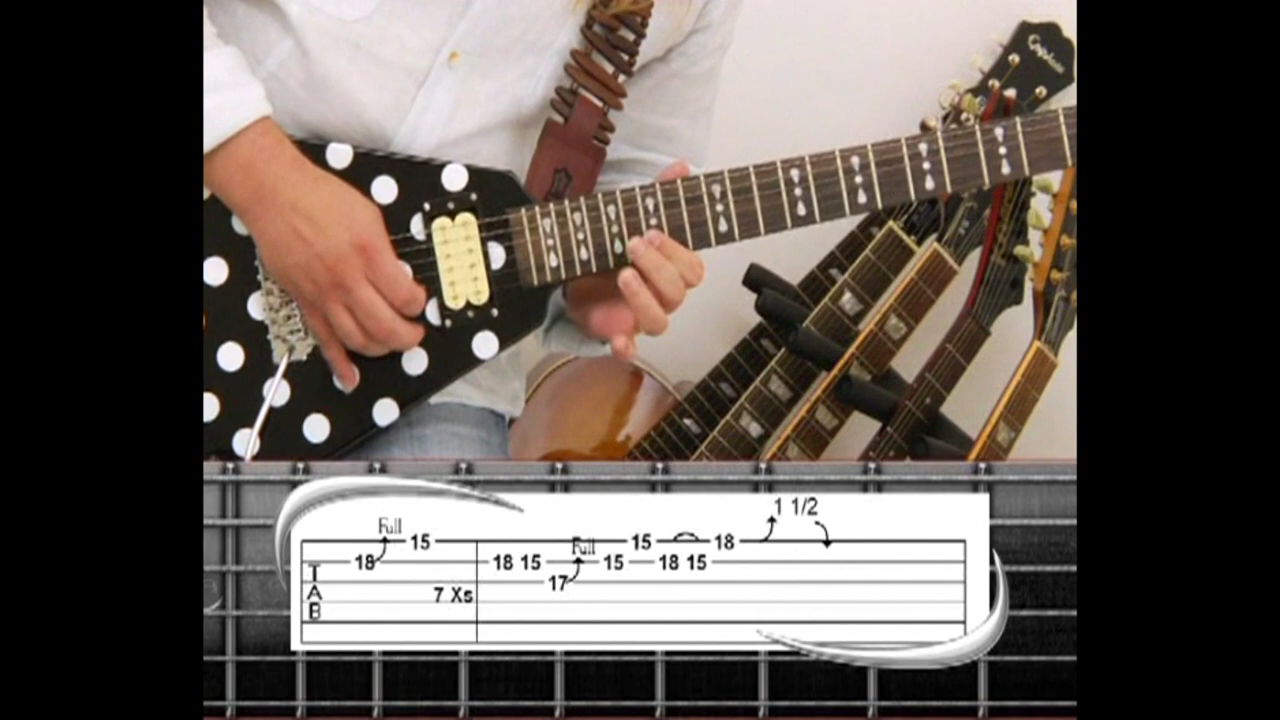 Epiphone
1 1/2
Full 15 Full 15 18
18 18 15 15 18 15
T 17
A 7 Xs
B